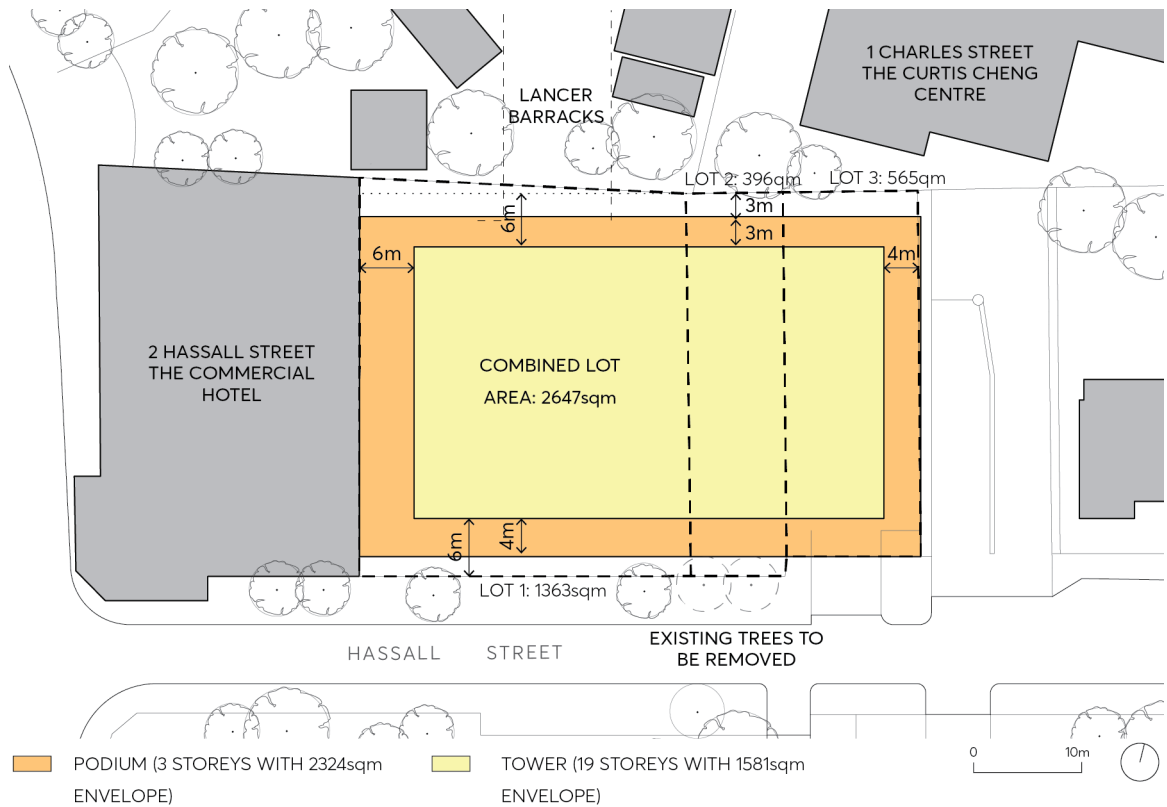 1 CHARLES STREET
THE CURTIS CHENG
CENTRE
LANCER
BARRACKS
LOT 2: 396qm
LOT 3: 565qm
6m
3m
3m
6m
4m
2 HASSALL STREET
THE COMMERCIAL
HOTEL
COMBINED LOT
AREA: 2647sqm
6m
4m
LOT 1: 1363sqm
EXISTING TREES TO
BE REMOVED
HASSALL STREET
0 10m
PODIUM (3 STOREYS WITH 2324sqm
ENVELOPE)
TOWER (19 STOREYS WITH 1581sqm
ENVELOPE)